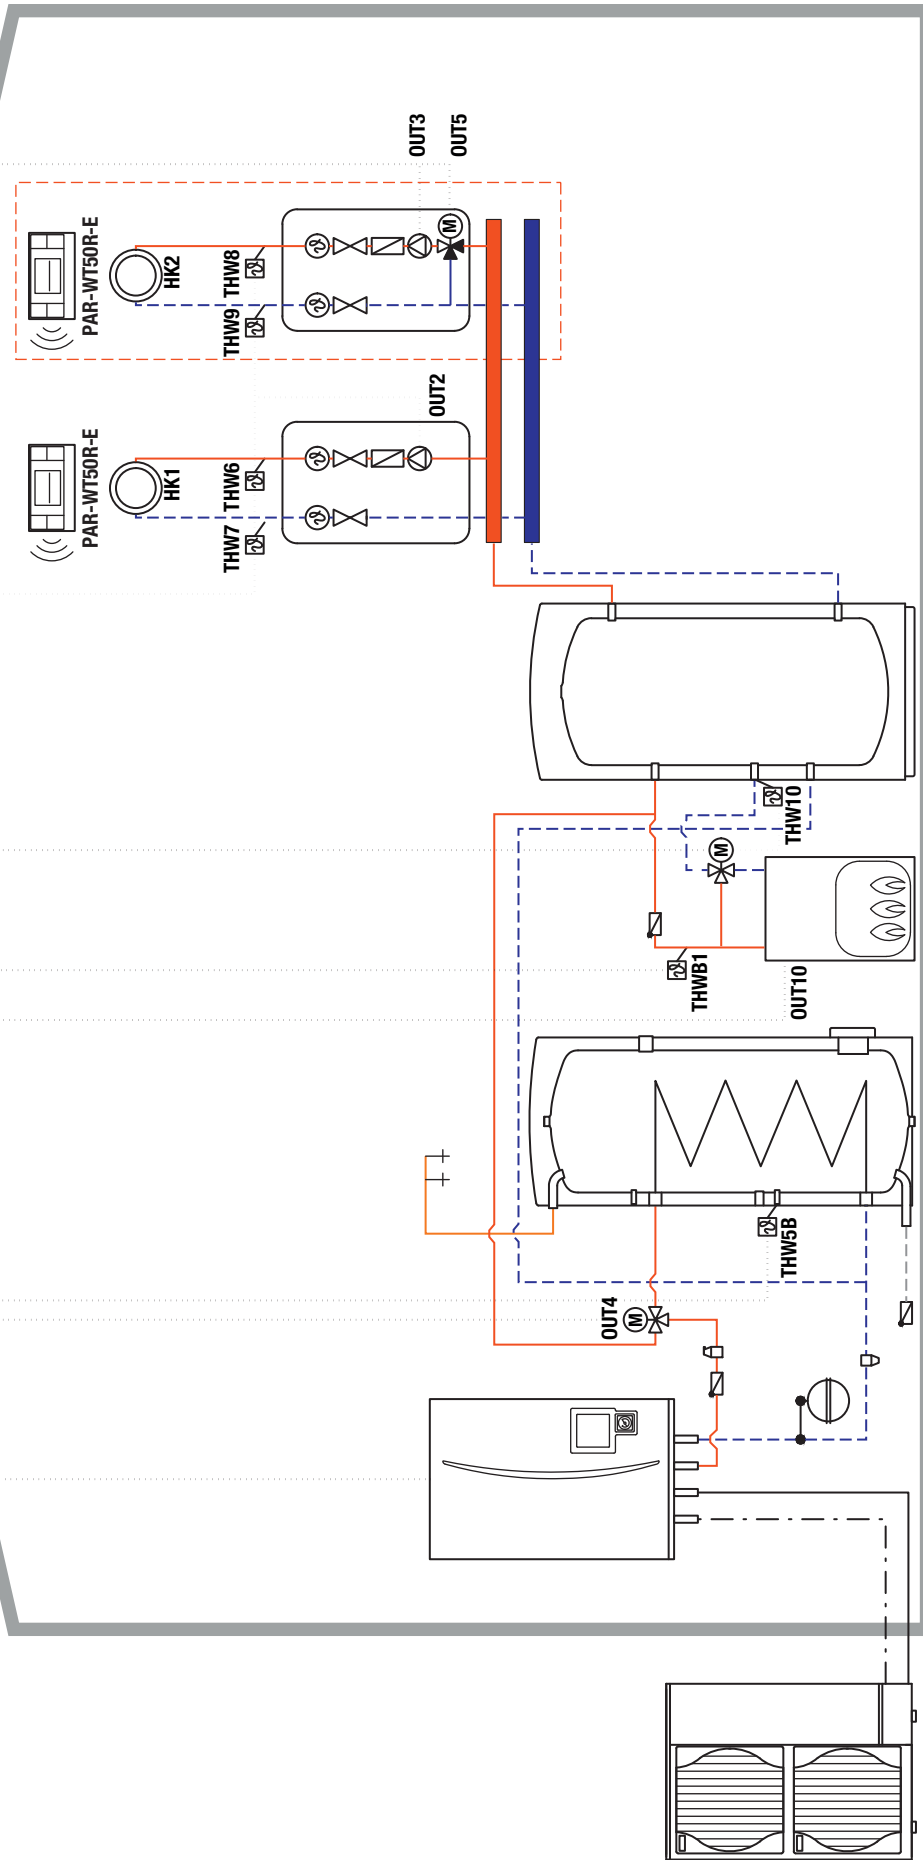 OUT3
OUT5
PAR-WT50R-E
HK2
THW8
THW9
OUT2
PAR-WT50R-E
HK1
THW6
THW7
THW10
M
M
THWB1
OUT10
THW5B
OUT4
M